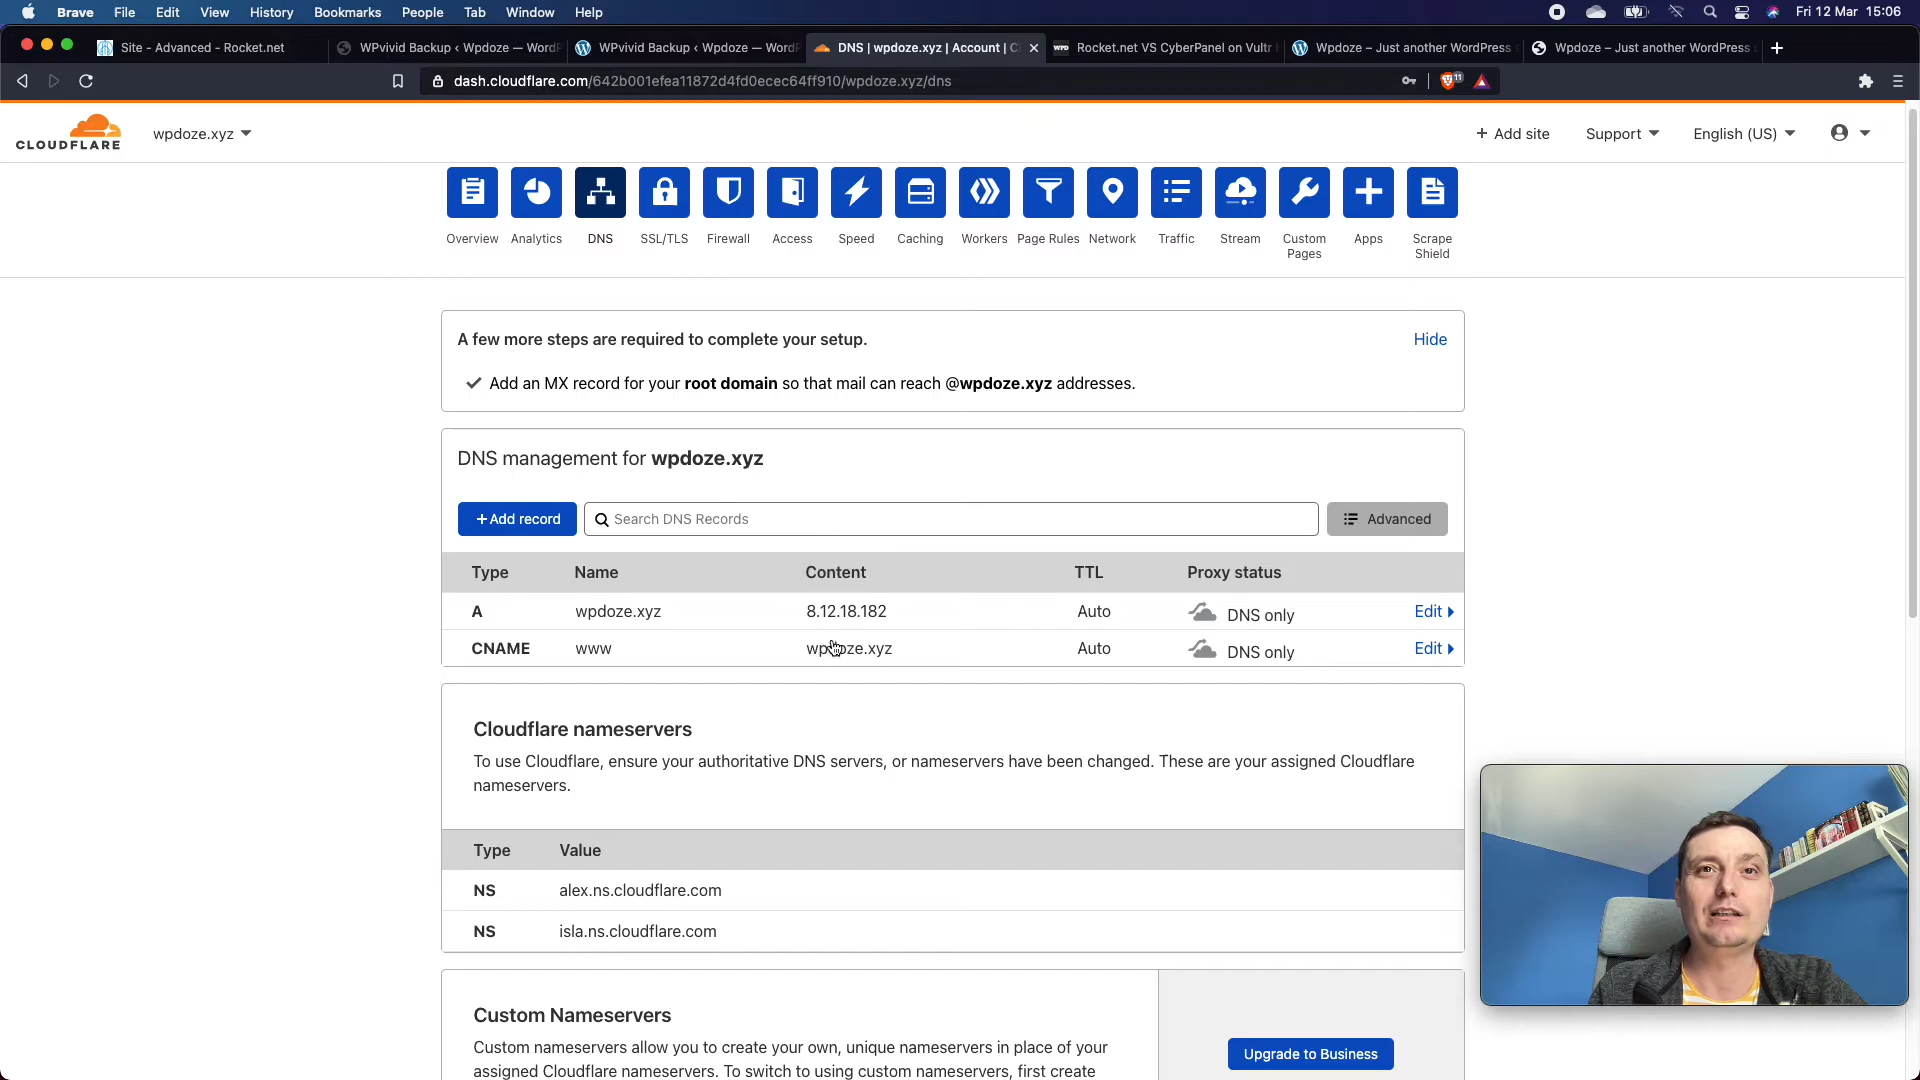 Brave File Edit View History Bookmarks People Tab Window Help Fri 12 Mar 15:06
Site - Advanced - Rocket.net WPvivid Backup ‹ Wpdoze — WordP WPvivid Backup ‹ Wpdoze — WordP DNS | wpdoze.xyz | Account | C Rocket.net VS CyberPanel on Vultr Wpdoze – Just another WordPress Wpdoze – Just another WordPress
dash.cloudflare.com/642b001efea11872d4fd0ecec64ff910/wpdoze.xyz/dns 11
CLOUDFLARE wpdoze.xyz + Add site Support English (US)
Overview Analytics DNS SSL/TLS Firewall Access Speed Caching Workers Page Rules Network Traffic Stream Custom Pages Apps Scrape Shield
A few more steps are required to complete your setup. Hide
Add an MX record for your root domain so that mail can reach @wpdoze.xyz addresses.
DNS management for wpdoze.xyz
+Add record Search DNS Records Advanced
Type Name Content TTL Proxy status
A wpdoze.xyz 8.12.18.182 Auto DNS only Edit
CNAME www wpdoze.xyz Auto DNS only Edit
Cloudflare nameservers
To use Cloudflare, ensure your authoritative DNS servers, or nameservers have been changed. These are your assigned Cloudflare
nameservers.
Type Value
NS alex.ns.cloudflare.com
NS isla.ns.cloudflare.com
Custom Nameservers
Custom nameservers allow you to create your own, unique nameservers in place of your
Upgrade to Business
assigned Cloudflare nameservers. To switch to using custom nameservers, first create